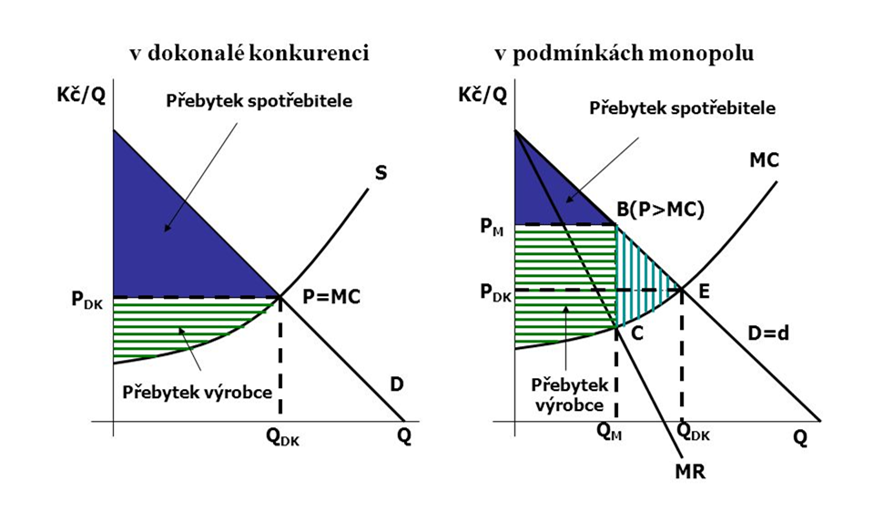 v dokonalé konkurenci
Kč/Q
Přebytek spotřebitele
S
P_DK
P=MC
Přebytek výrobce
D
Q_DK
Q
v podmínkách monopolu
Kč/Q
Přebytek spotřebitele
MC
B(P>MC)
P_M
P_DK
E
C
D=d
Přebytek
výrobce
Q_M
Q_DK
Q
MR